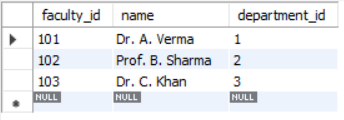 faculty_id name department_id
101 Dr. A. Verma 1
102 Prof. B. Sharma 2
103 Dr. C. Khan 3
NULL NULL NULL